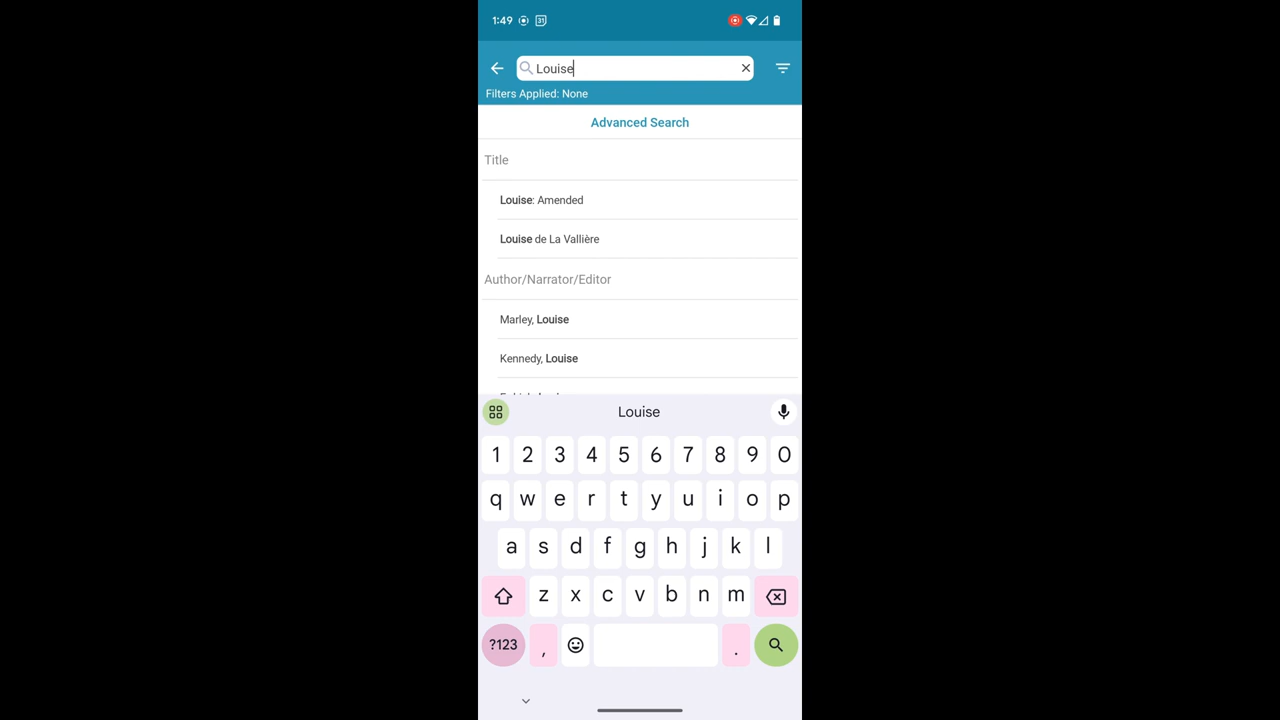 1:49 31
Louise
Filters Applied: None
Advanced Search
Title
Louise: Amended
Louise de La Vallière
Author/Narrator/Editor
Marley, Louise
Kennedy, Louise
Louise
1 2 3 4 5 6 7 8 9 0
q w e r t y u i o p
a s d f g h j k l
z x c v b n m
?123 , .